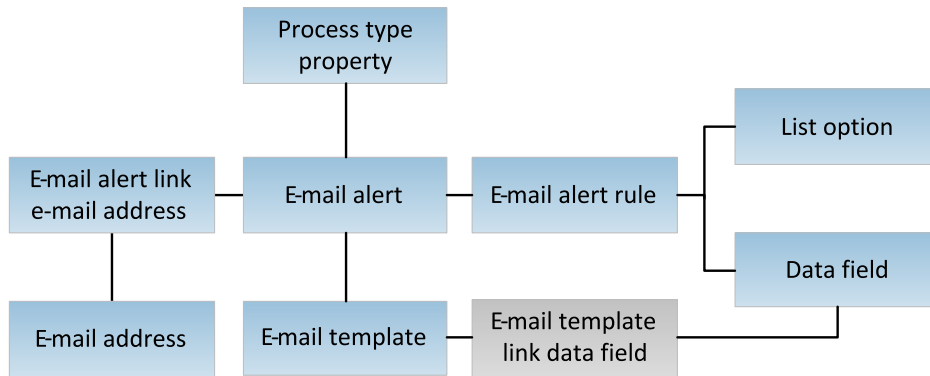 Process type
property
List option
E-mail alert link
e-mail address
E-mail alert
E-mail alert rule
Data field
E-mail address
E-mail template
E-mail template
link data field